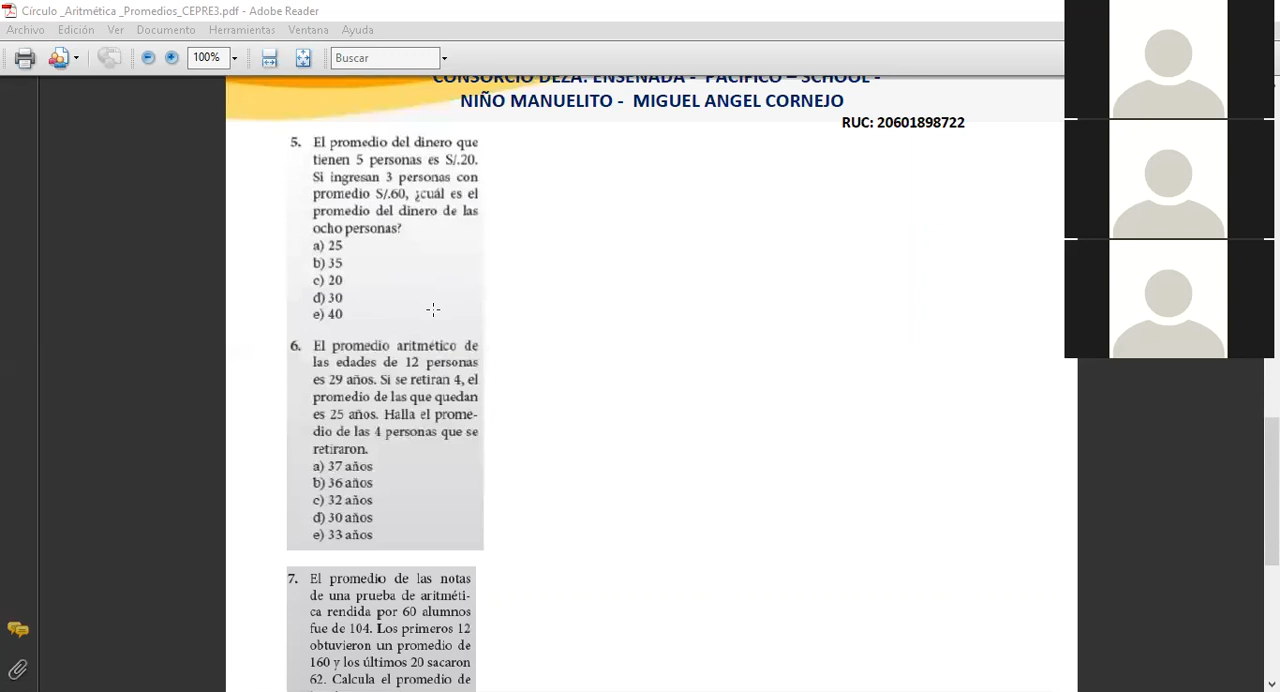 Círculo _Aritmética _Promedios_CEPRE3.pdf - Adobe Reader
Archivo Edición Ver Documento Herramientas Ventana Ayuda
100%
Buscar
CONSORCIO DEZA: ENSENADA - PACIFICO – SCHOOL -
NIÑO MANUELITO - MIGUEL ANGEL CORNEJO
RUC: 20601898722
5. El promedio del dinero que
tienen 5 personas es S/.20.
Si ingresan 3 personas con
promedio S/.60, ¿cuál es el
promedio del dinero de las
ocho personas?
a) 25
b) 35
c) 20
d) 30
e) 40
6. El promedio aritmético de
las edades de 12 personas
es 29 años. Si se retiran 4, el
promedio de las que quedan
es 25 años. Halla el prome-
dio de las 4 personas que se
retiraron.
a) 37 años
b) 36 años
c) 32 años
d) 30 años
e) 33 años
7. El promedio de las notas
de una prueba de aritméti-
ca rendida por 60 alumnos
fue de 104. Los primeros 12
obtuvieron un promedio de
160 y los últimos 20 sacaron
62. Calcula el promedio de